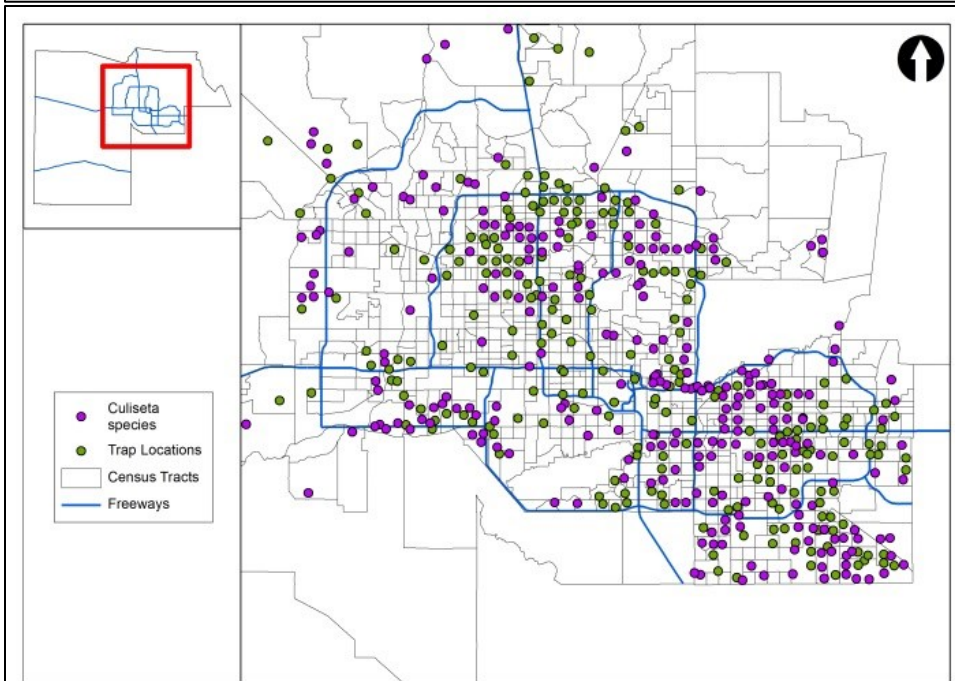 Culiseta
species
Trap Locations
Census Tracts
Freeways